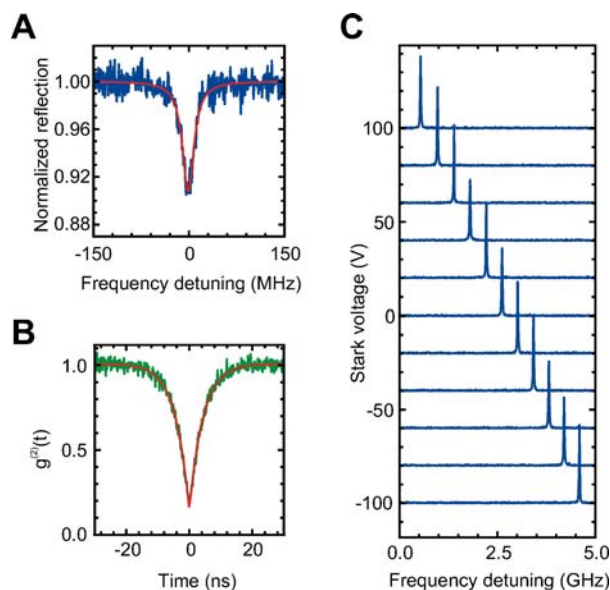 A
1.00
0.96
0.92
0.88
Normalized reflection
-150
0
150
Frequency detuning (MHz)
B
1.0
0.5
0.0
g⁽²⁾(t)
-20
0
20
Time (ns)
C
100
50
0
-50
-100
Stark voltage (V)
0.0
2.5
5.0
Frequency detuning (GHz)